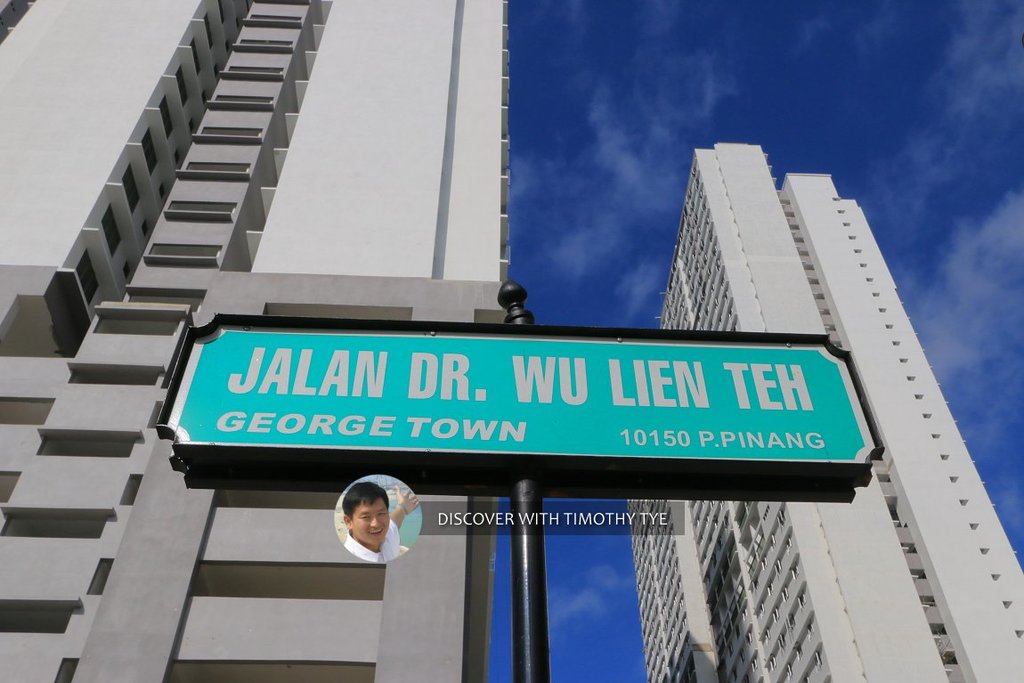 JALAN DR. WU LIEN TEH
GEORGE TOWN 10150 P.PINANG
DISCOVER WITH TIMOTHY TYE